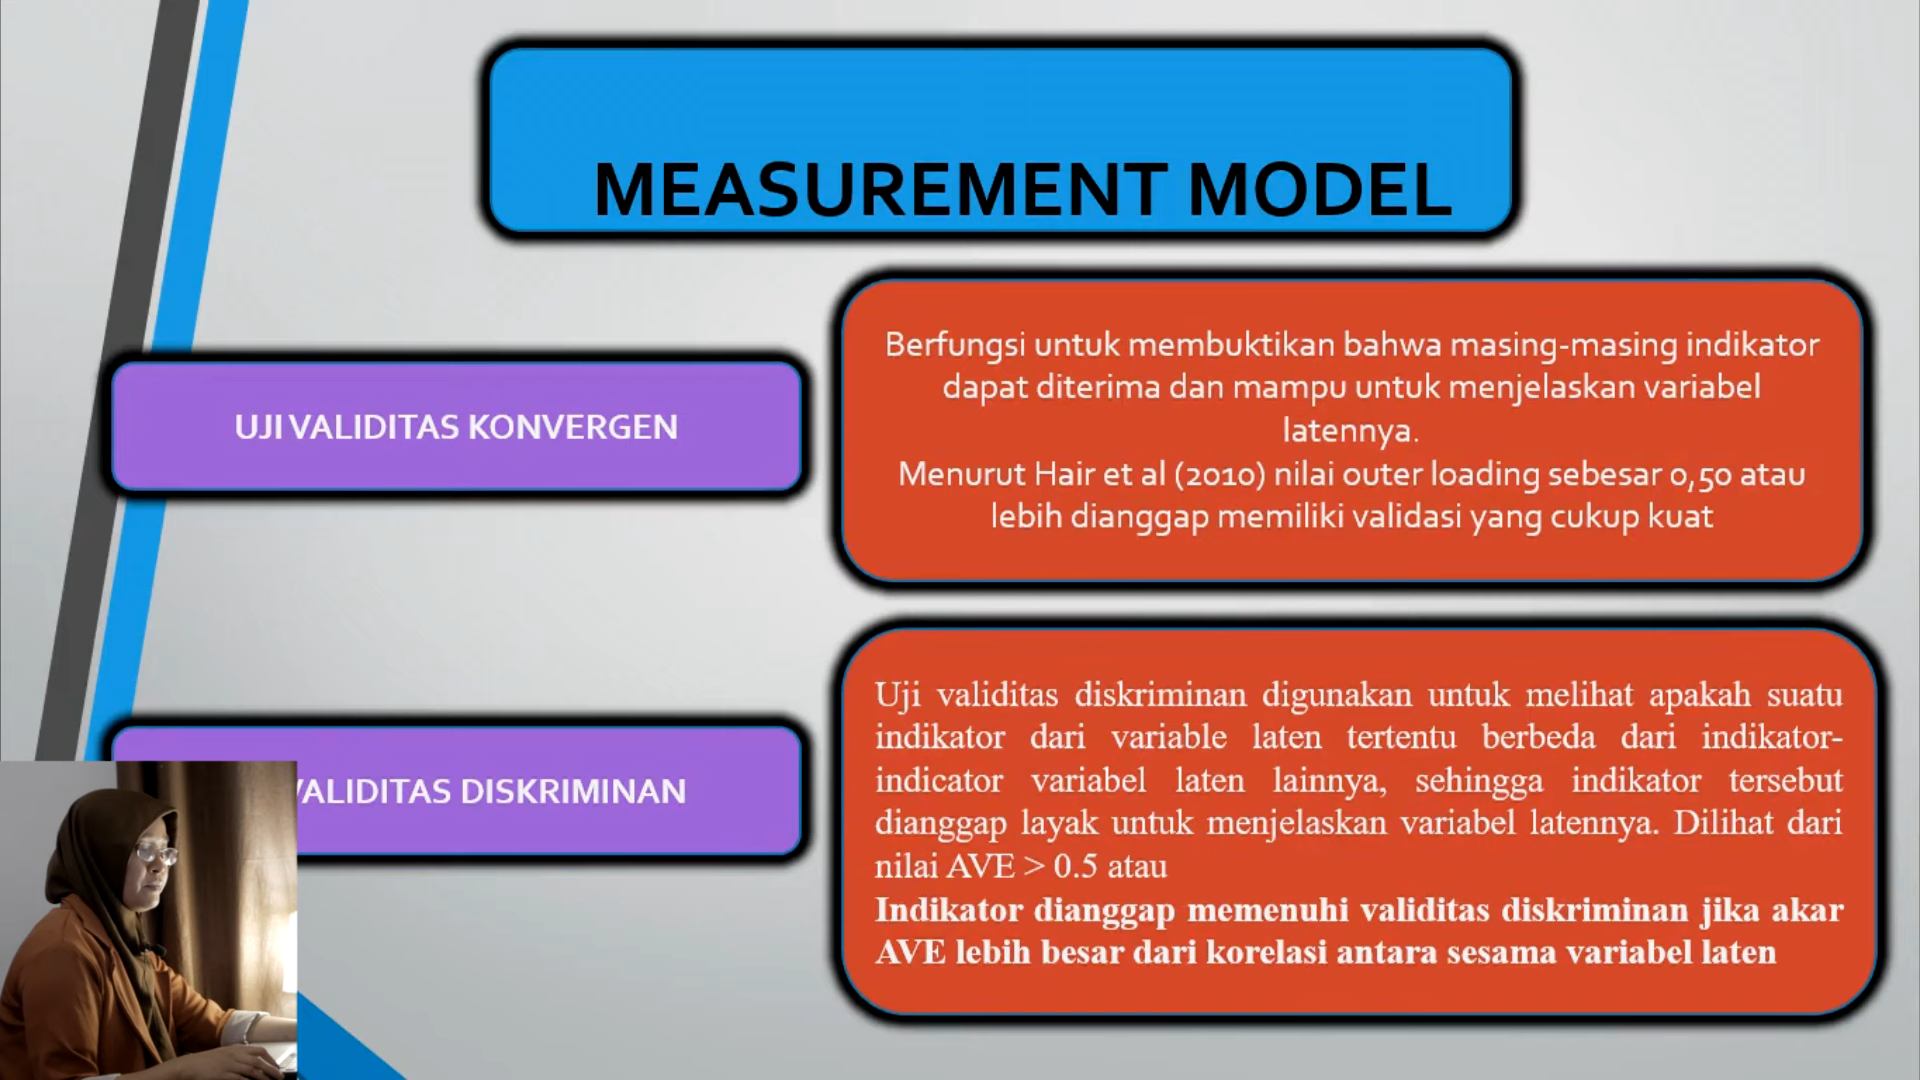 MEASUREMENT MODEL
UJI VALIDITAS KONVERGEN
Berfungsi untuk membuktikan bahwa masing-masing indikator
dapat diterima dan mampu untuk menjelaskan variabel
latennya.
Menurut Hair et al (2010) nilai outer loading sebesar 0,50 atau
lebih dianggap memiliki validasi yang cukup kuat
VALIDITAS DISKRIMINAN
Uji validitas diskriminan digunakan untuk melihat apakah suatu
indikator dari variable laten tertentu berbeda dari indikator-
indicator variabel laten lainnya, sehingga indikator tersebut
dianggap layak untuk menjelaskan variabel latennya. Dilihat dari
nilai AVE > 0.5 atau
Indikator dianggap memenuhi validitas diskriminan jika akar
AVE lebih besar dari korelasi antara sesama variabel laten